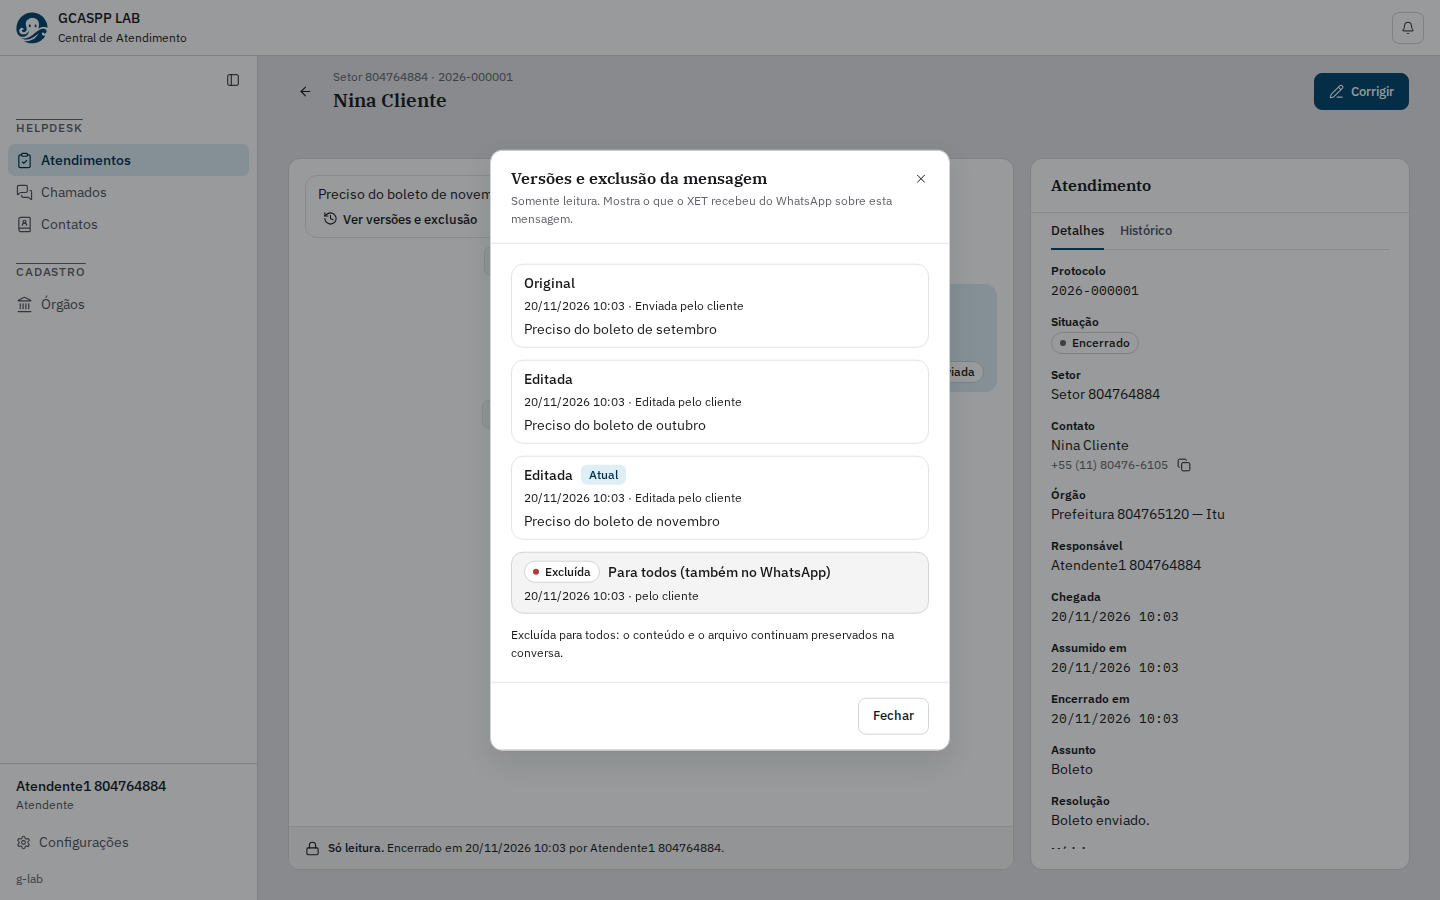 GCASPP LAB
Central de Atendimento
HELPDESK
Atendimentos
Chamados
Contatos
CADASTRO
Órgãos
Atendente1 804764884
Atendente
Configurações
g-lab
Setor 804764884 · 2026-000001
Nina Cliente
Corrigir
Preciso do boleto de
Ver versões e exclusão
Só leitura. Encerrado em 20/11/2026 10:03 por Atendente1 804764884.
Versões e exclusão da mensagem
Somente leitura. Mostra o que o XET recebeu do WhatsApp sobre esta
mensagem.
Original
20/11/2026 10:03 · Enviada pelo cliente
Preciso do boleto de setembro
Editada
20/11/2026 10:03 · Editada pelo cliente
Preciso do boleto de outubro
Editada Atual
20/11/2026 10:03 · Editada pelo cliente
Preciso do boleto de novembro
Excluída Para todos (também no WhatsApp)
20/11/2026 10:03 · pelo cliente
Excluída para todos: o conteúdo e o arquivo continuam preservados na
conversa.
Fechar
Atendimento
Detalhes Histórico
Protocolo
2026-000001
Situação
Encerrado
Setor
Setor 804764884
Contato
Nina Cliente
+55 (11) 80476-6105
Órgão
Prefeitura 804765120 — Itu
Responsável
Atendente1 804764884
Chegada
20/11/2026 10:03
Assumido em
20/11/2026 10:03
Encerrado em
20/11/2026 10:03
Assunto
Boleto
Resolução
Boleto enviado.